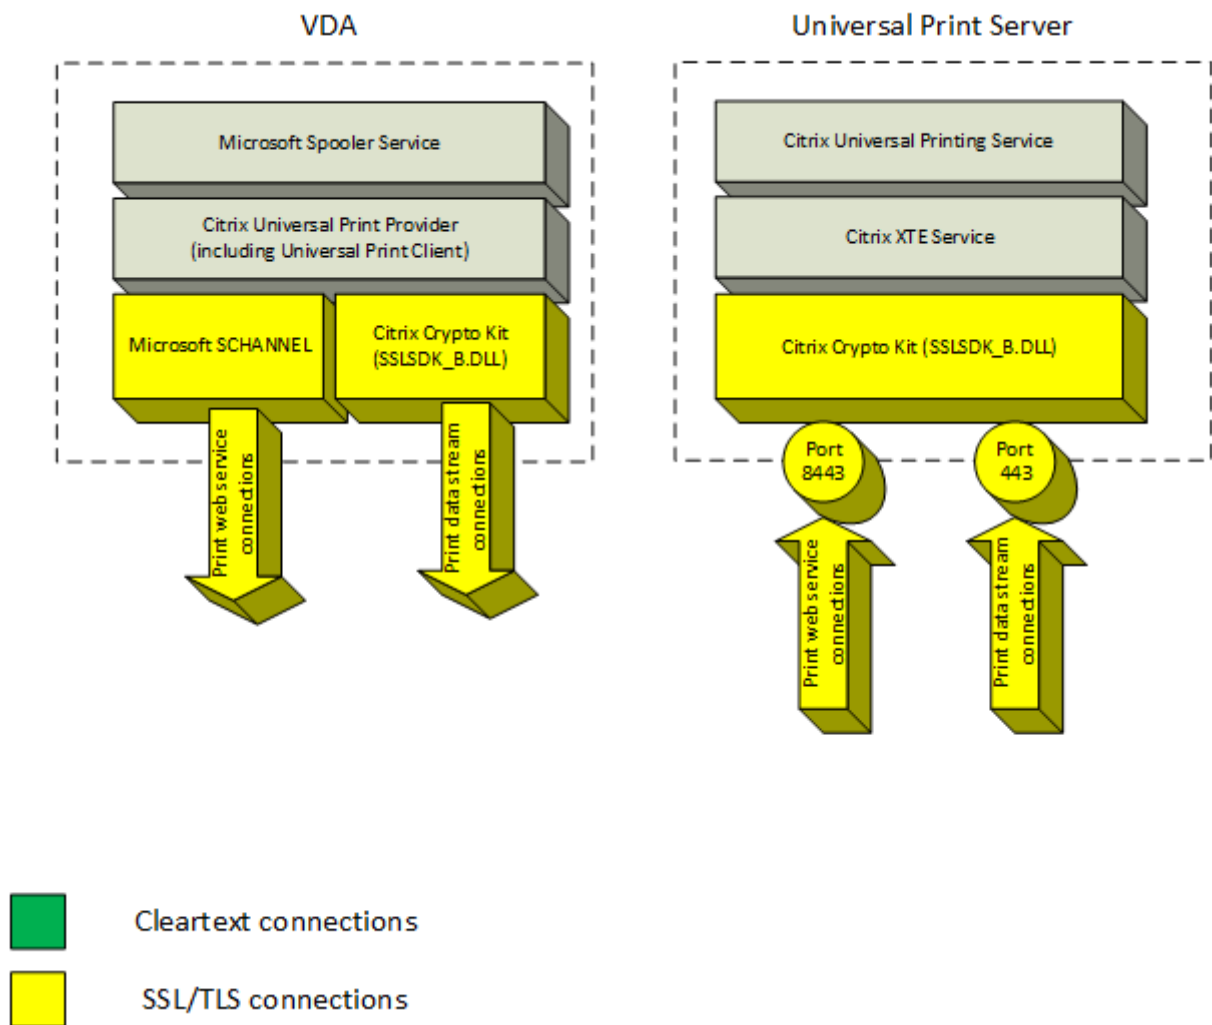 VDA
Universal Print Server
Microsoft Spooler Service
Citrix Universal Print Provider
(including Universal Print Client)
Microsoft SCHANNEL
Citrix Crypto Kit
(SSLSDK_B.DLL)
Print web service
connections
Print data stream
connections
Citrix Universal Printing Service
Citrix XTE Service
Citrix Crypto Kit (SSLSDK_B.DLL)
Port
8443
Port
443
Print web service
connections
Print data stream
connections
Cleartext connections
SSL/TLS connections